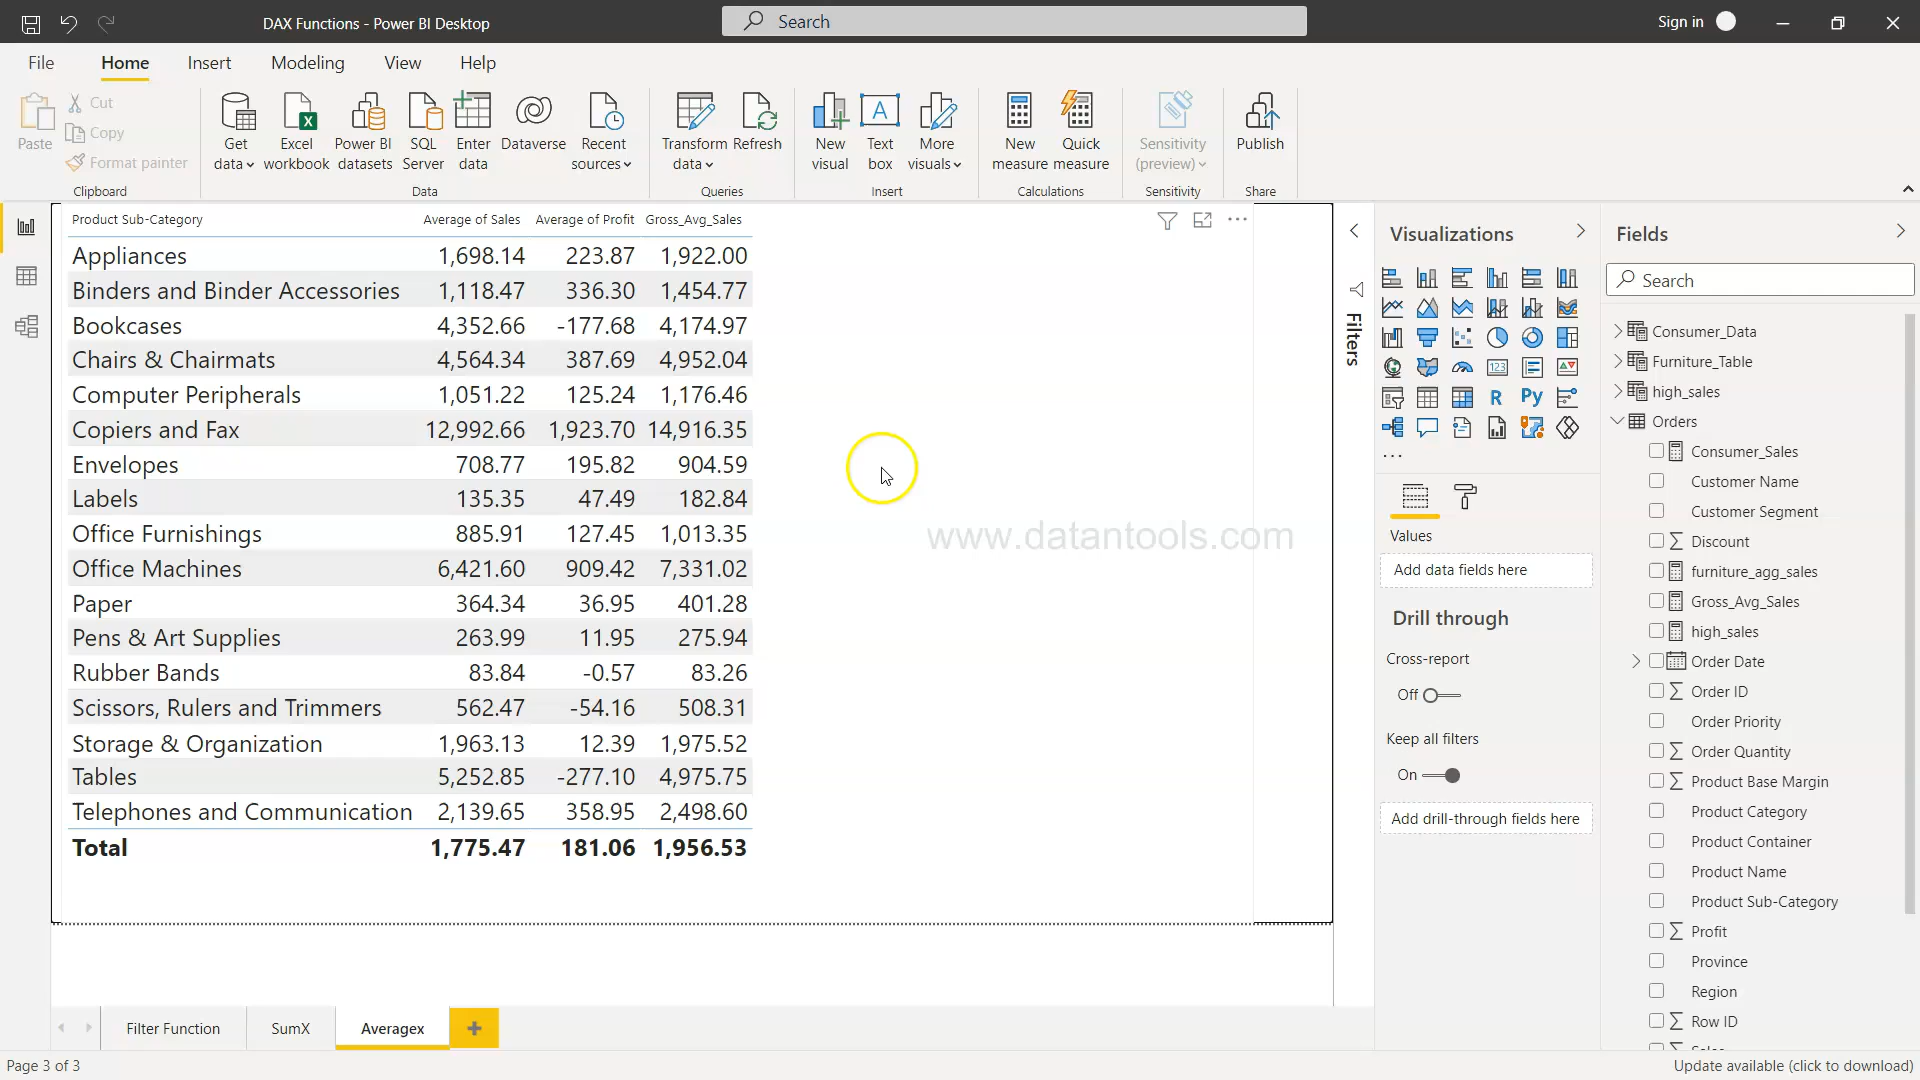 DAX Functions - Power BI Desktop
Search
Sign in
File Home Insert Modeling View Help
Paste
Cut
Copy
Format painter
Clipboard
Get data
Excel workbook
Power BI datasets
SQL Server
Enter data
Dataverse
Recent sources
Data
Transform data
Refresh
Queries
New visual
Text box
More visuals
Insert
New measure
Quick measure
Calculations
Sensitivity (preview)
Sensitivity
Publish
Share
Product Sub-Category Average of Sales Average of Profit Gross_Avg_Sales
Appliances 1,698.14 223.87 1,922.00
Binders and Binder Accessories 1,118.47 336.30 1,454.77
Bookcases 4,352.66 -177.68 4,174.97
Chairs & Chairmats 4,564.34 387.69 4,952.04
Computer Peripherals 1,051.22 125.24 1,176.46
Copiers and Fax 12,992.66 1,923.70 14,916.35
Envelopes 708.77 195.82 904.59
Labels 135.35 47.49 182.84
Office Furnishings 885.91 127.45 1,013.35
Office Machines 6,421.60 909.42 7,331.02
Paper 364.34 36.95 401.28
Pens & Art Supplies 263.99 11.95 275.94
Rubber Bands 83.84 -0.57 83.26
Scissors, Rulers and Trimmers 562.47 -54.16 508.31
Storage & Organization 1,963.13 12.39 1,975.52
Tables 5,252.85 -277.10 4,975.75
Telephones and Communication 2,139.65 358.95 2,498.60
Total 1,775.47 181.06 1,956.53
www.datantools.com
Filters
Visualizations
123
R
Py
Values
Add data fields here
Drill through
Cross-report
Off
Keep all filters
On
Add drill-through fields here
Fields
Search
Consumer_Data
Furniture_Table
high_sales
Orders
Consumer_Sales
Customer Name
Customer Segment
Discount
furniture_agg_sales
Gross_Avg_Sales
high_sales
Order Date
Order ID
Order Priority
Order Quantity
Product Base Margin
Product Category
Product Container
Product Name
Product Sub-Category
Profit
Province
Region
Row ID
Sales
Filter Function SumX Averagex
Page 3 of 3
Update available (click to download)